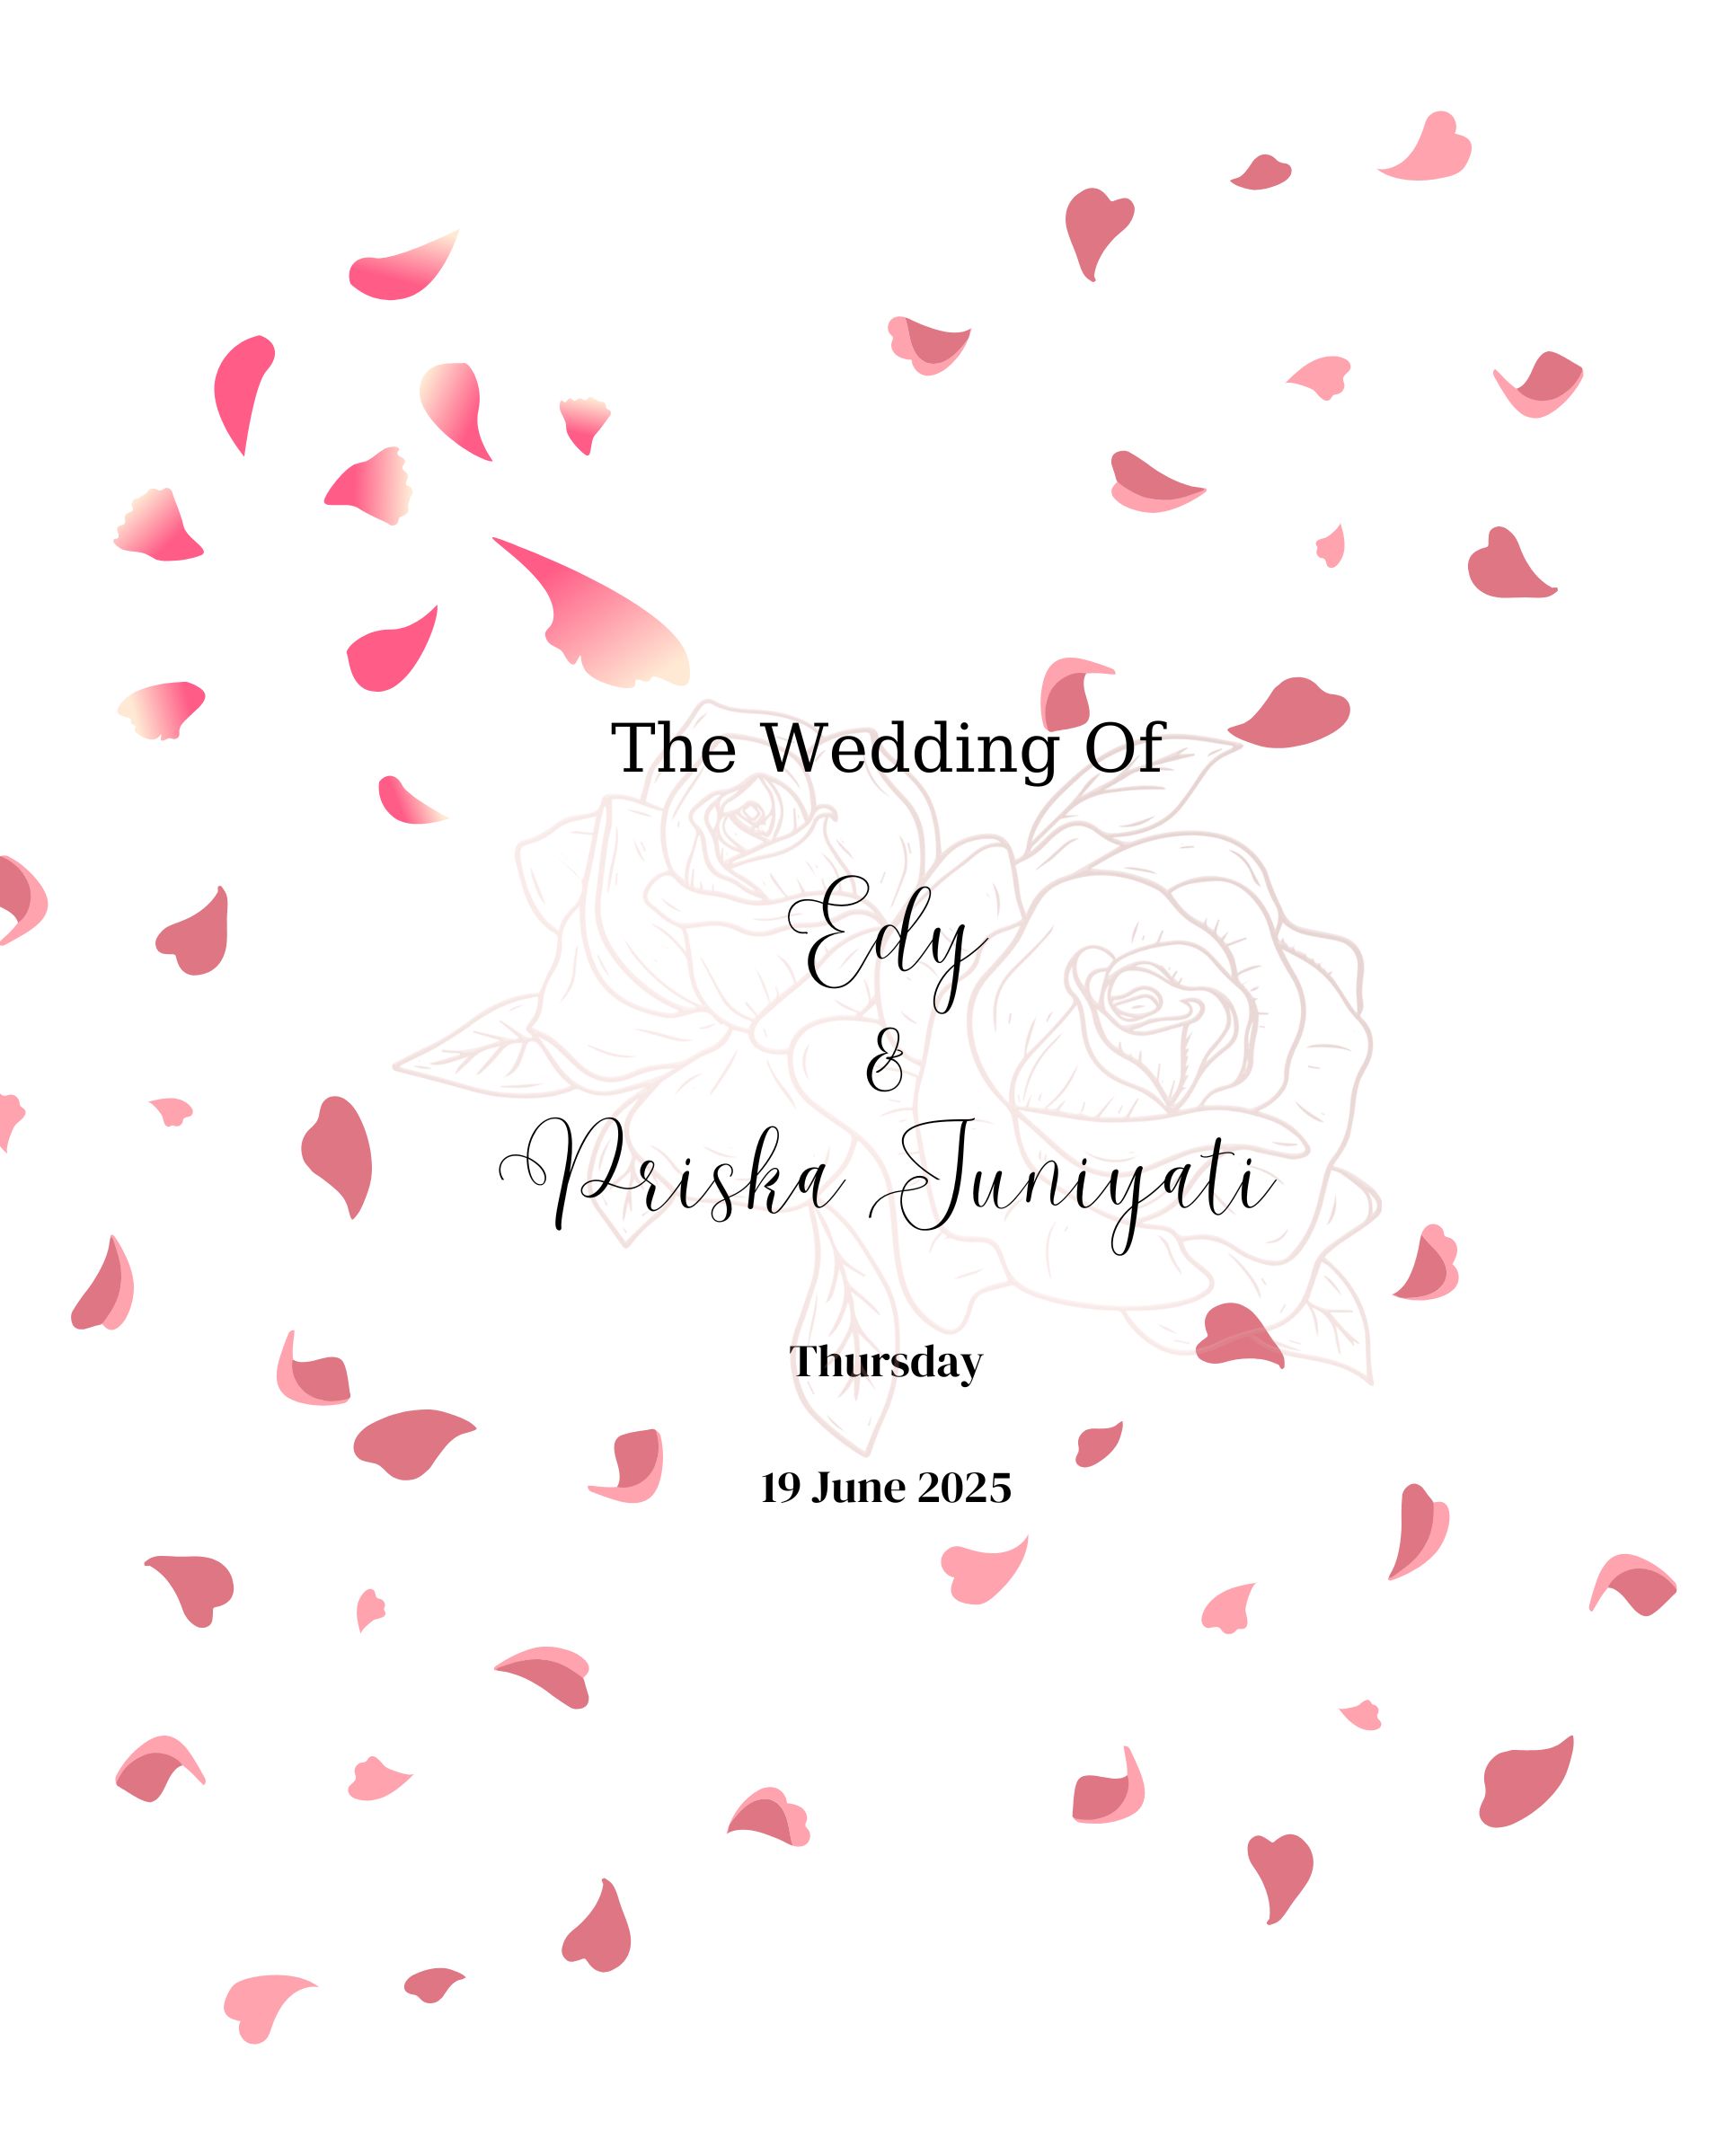 The Wedding Of
Edy
&
Priska Juniyati
Thursday
19 June 2025